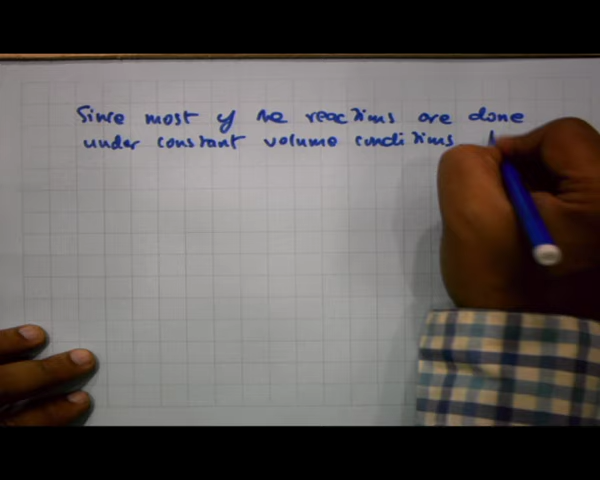 Since most of the reactions are done
under constant volume conditions